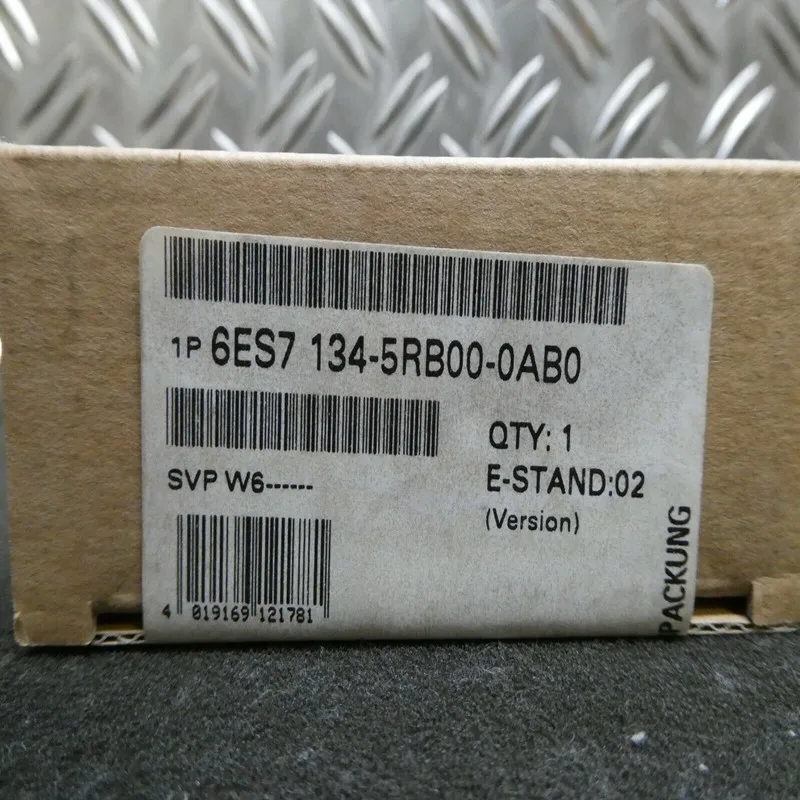 1P 6ES7 134-5RB00-0AB0
QTY: 1
SVP W6------
E-STAND:02
(Version)
4 019169 121781
PACKUNG